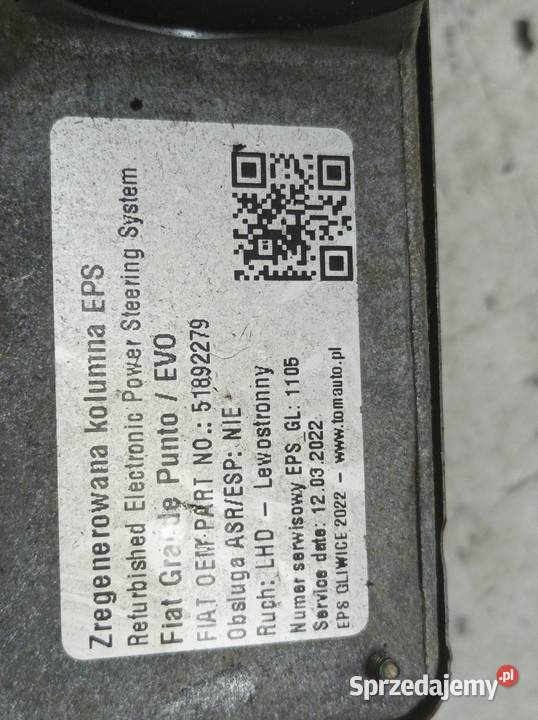 Zregenerowana kolumna EPS
Refurbished Electronic Power Steering System
Fiat Grande Punto / EVO
FIAT OEM PART NO.: 51892279
Obsluga ASR/ESP: NIE
Ruch: LHD - Lewostronny
Numer serwisowy EPS_GL: 1105
Service date: 12.03.2022
EPS GLIWICE 2022 - www.tomauto.pl
Sprzedajemy.pl